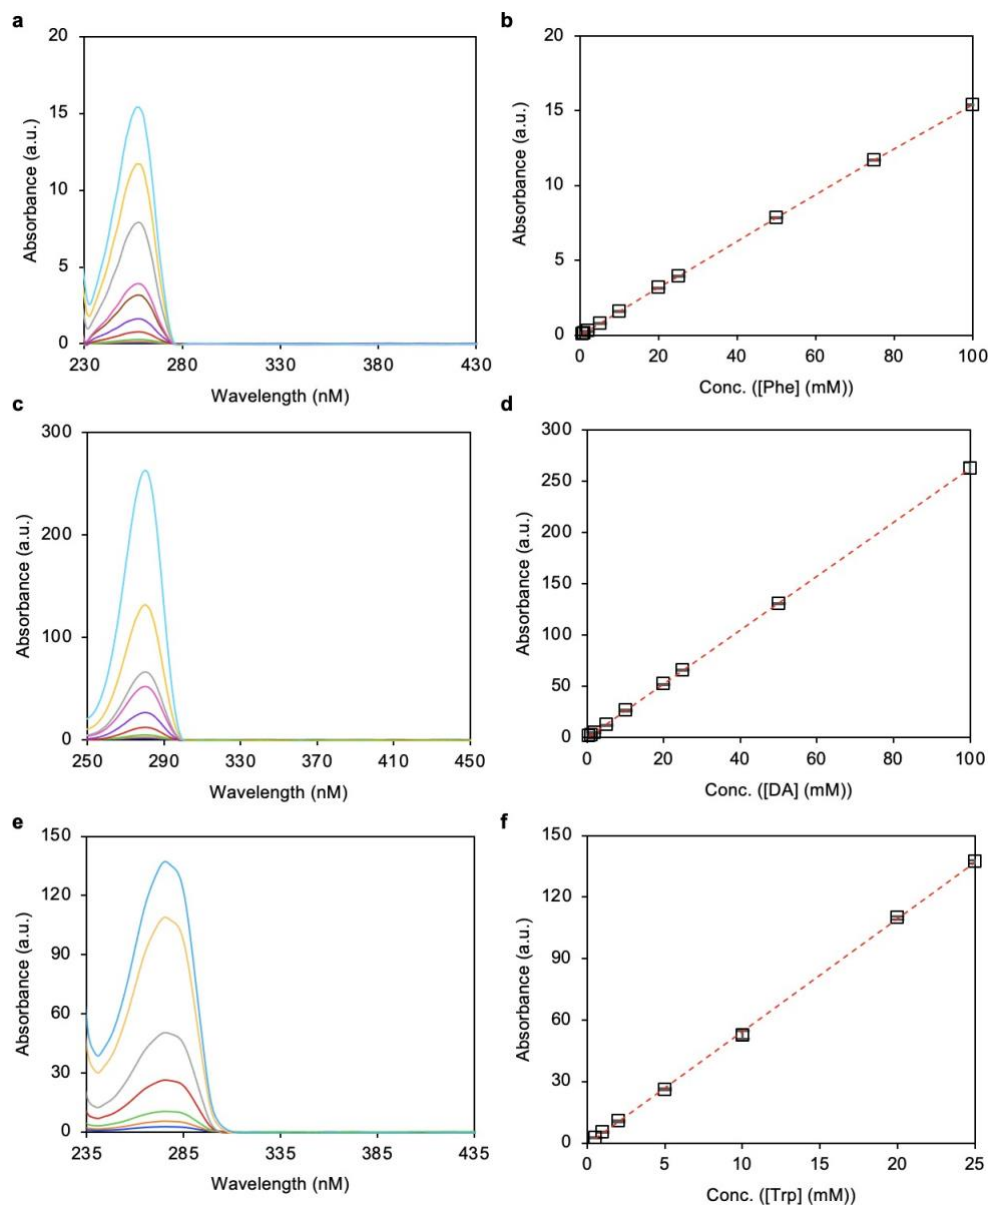 a
20
15
10
5
0
Absorbance (a.u.)
230 280 330 380 430
Wavelength (nM)
b
20
15
10
5
0
Absorbance (a.u.)
0 20 40 60 80 100
Conc. ([Phe] (mM))
c
300
200
100
0
Absorbance (a.u.)
250 290 330 370 410 450
Wavelength (nM)
d
300
250
200
150
100
50
0
Absorbance (a.u.)
0 20 40 60 80 100
Conc. ([DA] (mM))
e
150
120
90
60
30
0
Absorbance (a.u.)
235 285 335 385 435
Wavelength (nM)
f
150
120
90
60
30
0
Absorbance (a.u.)
0 5 10 15 20 25
Conc. ([Trp] (mM))